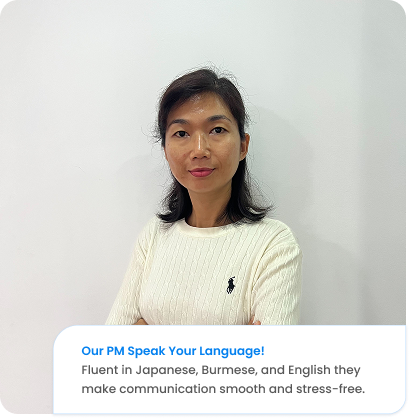 Our PM Speak Your Language!
Fluent in Japanese, Burmese, and English they
make communication smooth and stress-free.